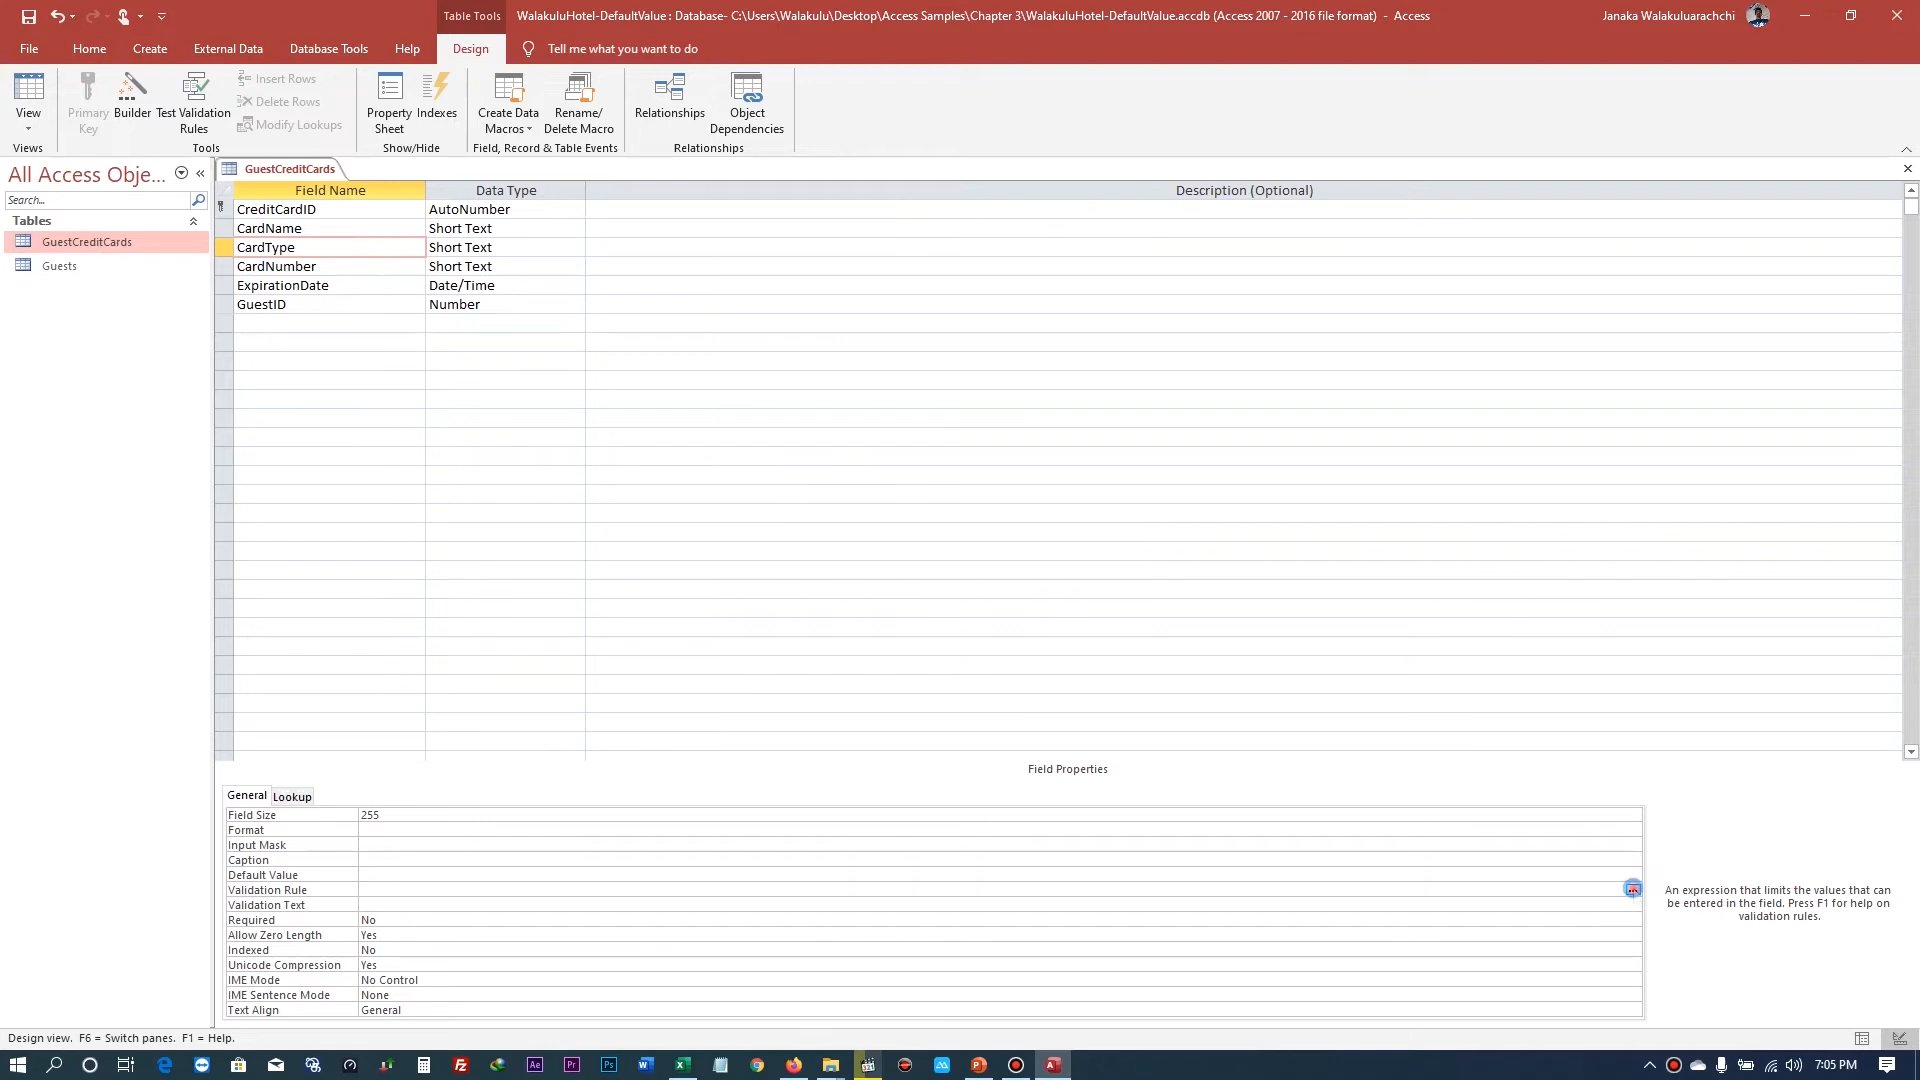 Table Tools
WalakuluHotel-DefaultValue : Database- C:\Users\Walakulu\Desktop\Access Samples\Chapter 3\WalakuluHotel-DefaultValue.accdb (Access 2007 - 2016 file format)  -  Access
Janaka Walakuluarachchi
File Home Create External Data Database Tools Help Design Tell me what you want to do
View
Primary Key
Builder
Test Validation Rules
Insert Rows
Delete Rows
Modify Lookups
Property Sheet
Indexes
Create Data Macros
Rename/ Delete Macro
Relationships
Object Dependencies
Views Tools Show/Hide Field, Record & Table Events Relationships
All Access Obje...
Search...
Tables
GuestCreditCards
Guests
GuestCreditCards
Field Name Data Type Description (Optional)
CreditCardID AutoNumber
CardName Short Text
CardType Short Text
CardNumber Short Text
ExpirationDate Date/Time
GuestID Number
Field Properties
General Lookup
Field Size 255
Format
Input Mask
Caption
Default Value
Validation Rule
Validation Text
Required No
Allow Zero Length Yes
Indexed No
Unicode Compression Yes
IME Mode No Control
IME Sentence Mode None
Text Align General
An expression that limits the values that can
be entered in the field. Press F1 for help on
validation rules.
Design view.  F6 = Switch panes.  F1 = Help.
Ae Pr Ps
7:05 PM